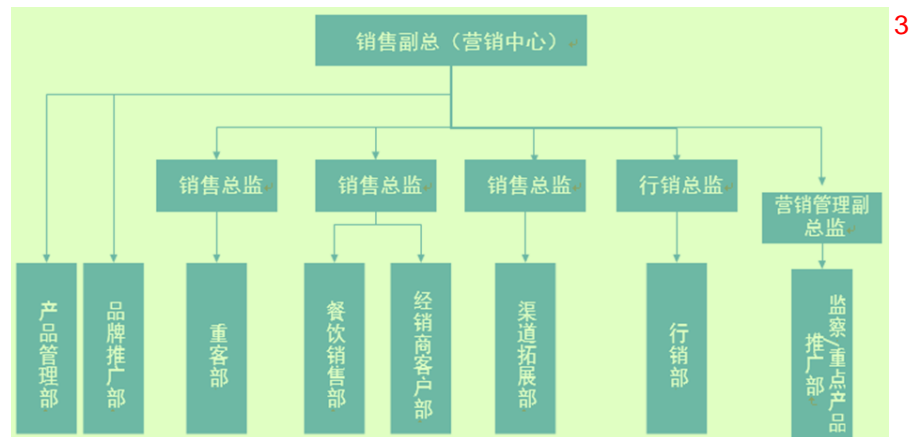 销售副总（营销中心）
3
销售总监
销售总监
销售总监
行销总监
营销管理副
总监
产品管理部
品牌推广部
重客部
餐饮销售部
经销商客户部
渠道拓展部
行销部
监察/重点产品
推广部